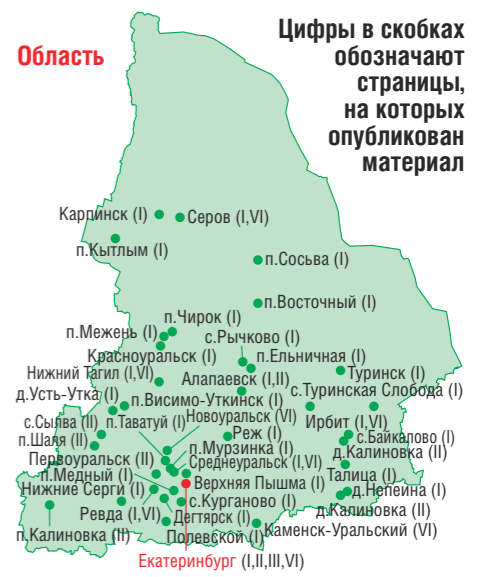 Цифры в скобках
обозначают
страницы,
на которых
опубликован
материал
Область
Карпинск (I)
Серов (I,VI)
п.Кытлым (I)
п.Сосьва (I)
п.Восточный (I)
п.Чирок (I)
п.Межень (I)
с.Рычково (I)
Красноуральск (I)
п.Ельничная (I)
Нижний Тагил (I,VI)
Алапаевск (I,II)
Туринск (I)
д.Усть-Утка (I)
с.Туринская Слобода (I)
п.Висимо-Уткинск (I)
Новоуральск (VI)
с.Сылва (II)
п.Таватуй (I)
Ирбит (I,VI)
п.Шаля (II)
Реж (I)
с.Байкалово (I)
Первоуральск (II)
п.Мурзинка (I)
д.Калиновка (II)
п.Медный (I)
Среднеуральск (I,VI)
Талица (I)
Нижние Серги (I)
Верхняя Пышма (I)
д.Непеина (I)
с.Курганово (I)
Ревда (I,VI)
д.Калиновка (II)
Дегтярск (I)
п.Калиновка (II)
Полевской (I)
Каменск-Уральский (VI)
Екатеринбург (I,II,III,VI)